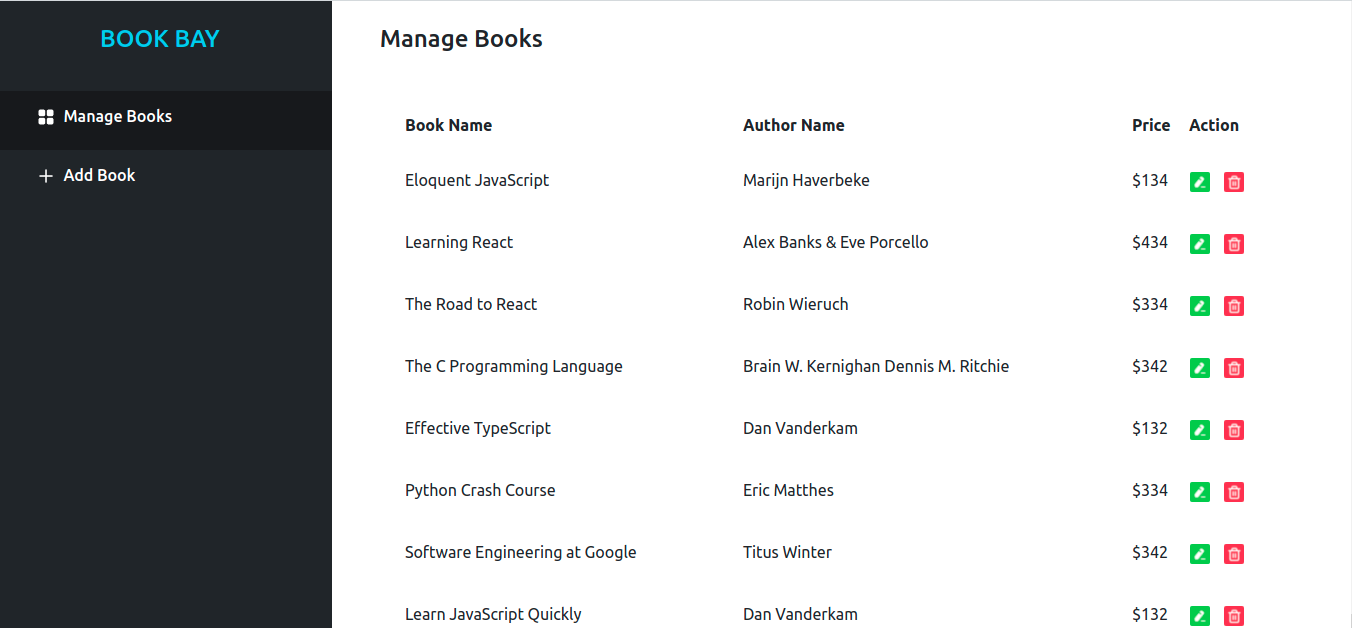 BOOK BAY
Manage Books
Add Book
Manage Books
Book Name Author Name Price Action
Eloquent JavaScript Marijn Haverbeke $134
Learning React Alex Banks & Eve Porcello $434
The Road to React Robin Wieruch $334
The C Programming Language Brain W. Kernighan Dennis M. Ritchie $342
Effective TypeScript Dan Vanderkam $132
Python Crash Course Eric Matthes $334
Software Engineering at Google Titus Winter $342
Learn JavaScript Quickly Dan Vanderkam $132